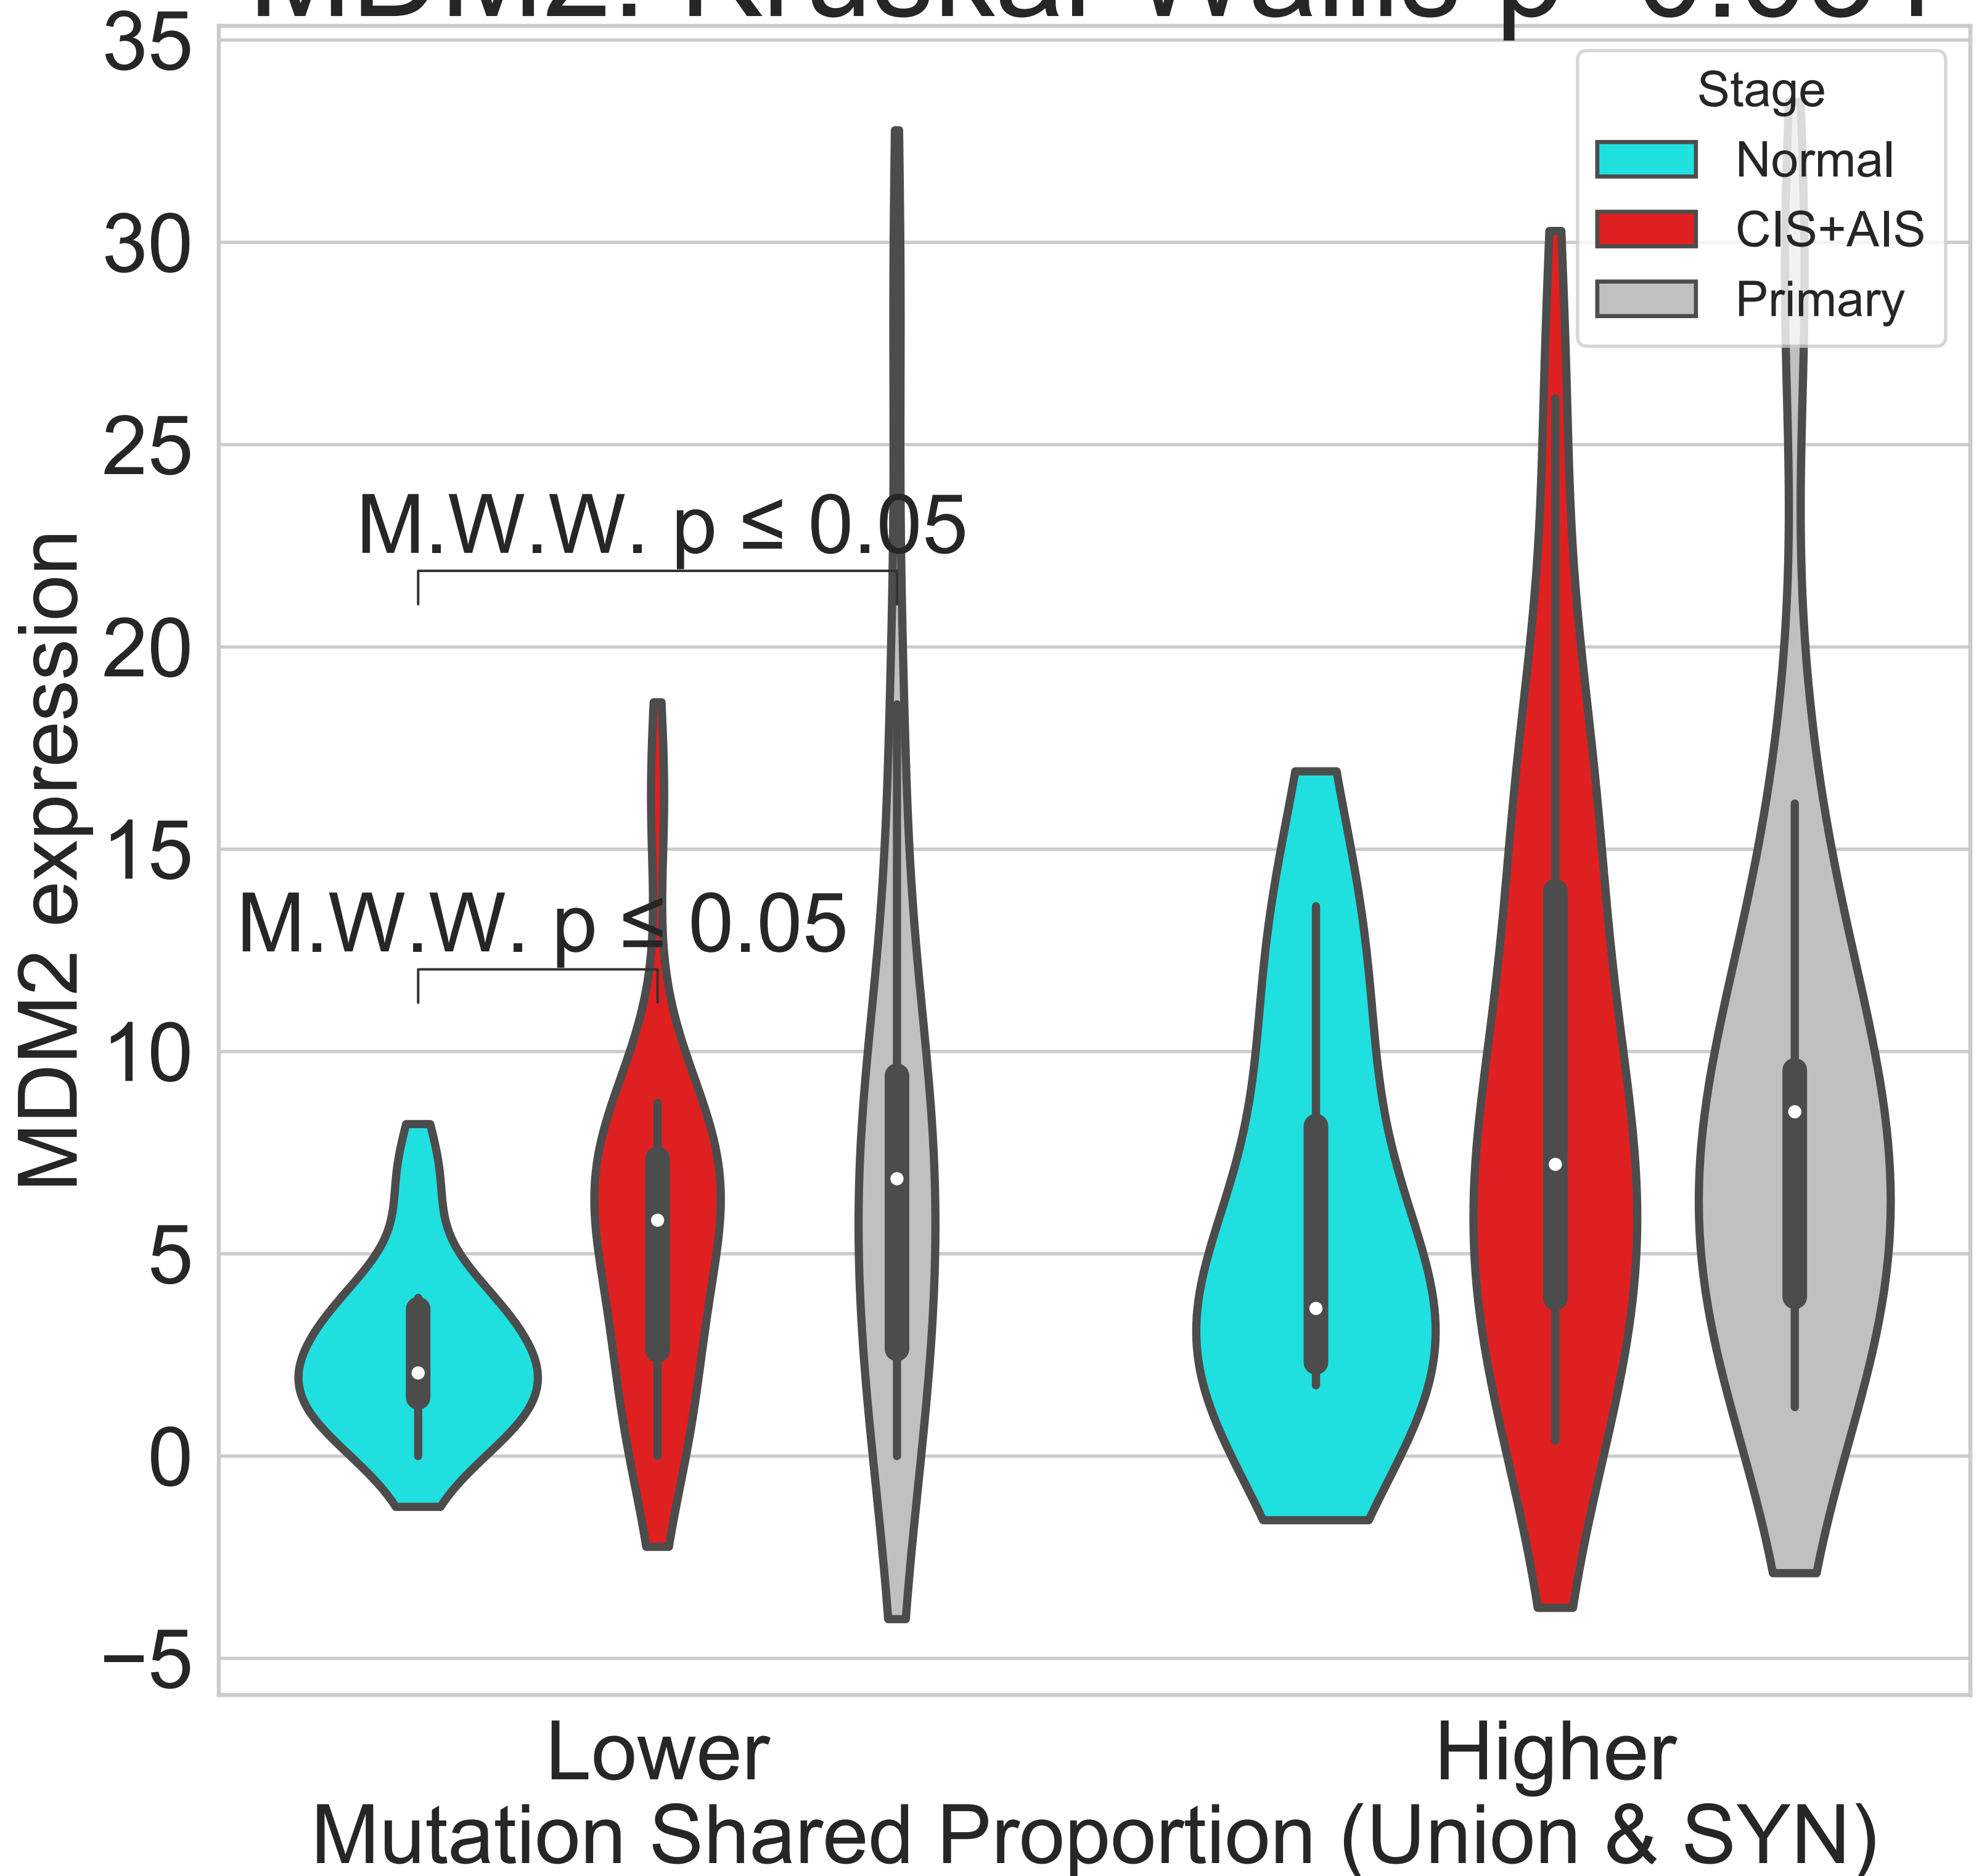 35
30
25
20
15
10
5
0
−5
MDM2 expression
Stage
Normal
CIS+AIS
Primary
M.W.W. p ≤ 0.05
M.W.W. p ≤ 0.05
Lower
Higher
Mutation Shared Proportion (Union & SYN)